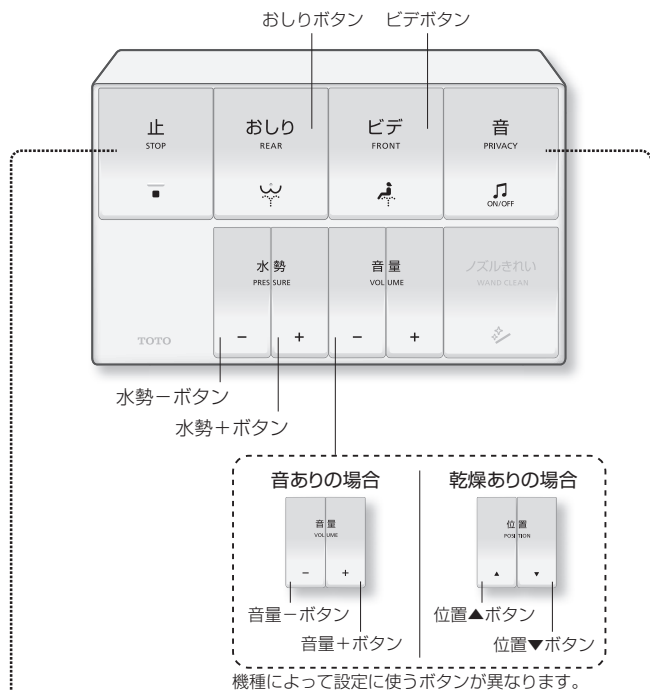 おしりボタン ビデボタン
止 おしり ビデ 音
STOP REAR FRONT PRIVACY
ON/OFF
水勢 音量 ノズルきれい
PRESSURE VOLUME WAND CLEAN
TOTO － ＋ － ＋
水勢－ボタン
水勢＋ボタン
音ありの場合 乾燥ありの場合
音量 位置
VOLUME POSITION
－ ＋ ▲ ▼
音量－ボタン 位置▲ボタン
音量＋ボタン 位置▼ボタン
機種によって設定に使うボタンが異なります。